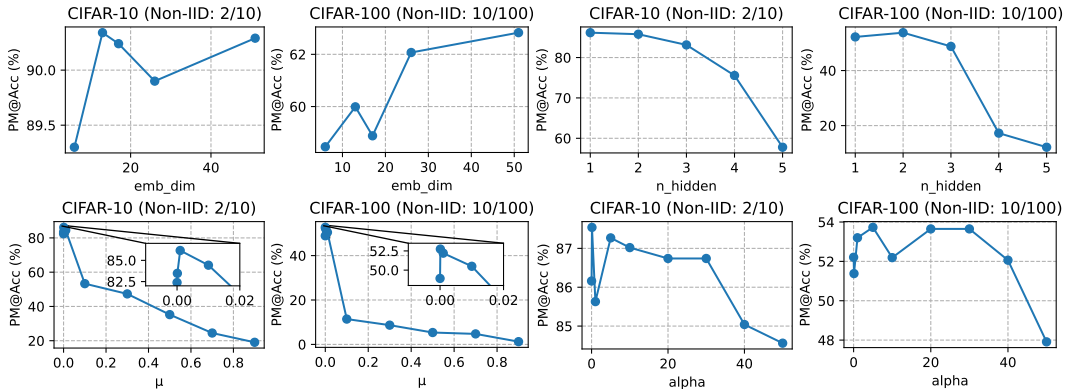 CIFAR-10 (Non-IID: 2/10)
PM@Acc (%)
90.0
89.5
20
40
emb_dim
CIFAR-100 (Non-IID: 10/100)
PM@Acc (%)
62
60
10
20
30
40
50
emb_dim
CIFAR-10 (Non-IID: 2/10)
PM@Acc (%)
80
70
60
1
2
3
4
5
n_hidden
CIFAR-100 (Non-IID: 10/100)
PM@Acc (%)
40
20
1
2
3
4
5
n_hidden
CIFAR-10 (Non-IID: 2/10)
PM@Acc (%)
80
60
40
20
85.0
82.5
0.00
0.02
0.0
0.2
0.4
0.6
0.8
μ
CIFAR-100 (Non-IID: 10/100)
PM@Acc (%)
40
20
0
52.5
50.0
0.00
0.02
0.0
0.2
0.4
0.6
0.8
μ
CIFAR-10 (Non-IID: 2/10)
PM@Acc (%)
87
86
85
0
20
40
alpha
CIFAR-100 (Non-IID: 10/100)
PM@Acc (%)
54
52
50
48
0
20
40
alpha